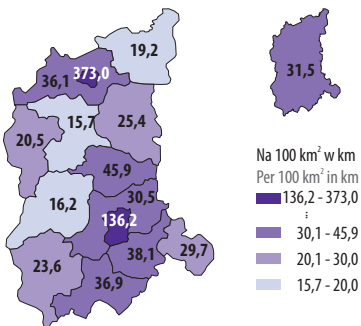 19,2
36,1
373,0
31,5
15,7
25,4
20,5
45,9
16,2
30,5
136,2
29,7
38,1
23,6
36,9
Na 100 km² w km
Per 100 km² in km
136,2 - 373,0
⋮
30,1 - 45,9
20,1 - 30,0
15,7 - 20,0